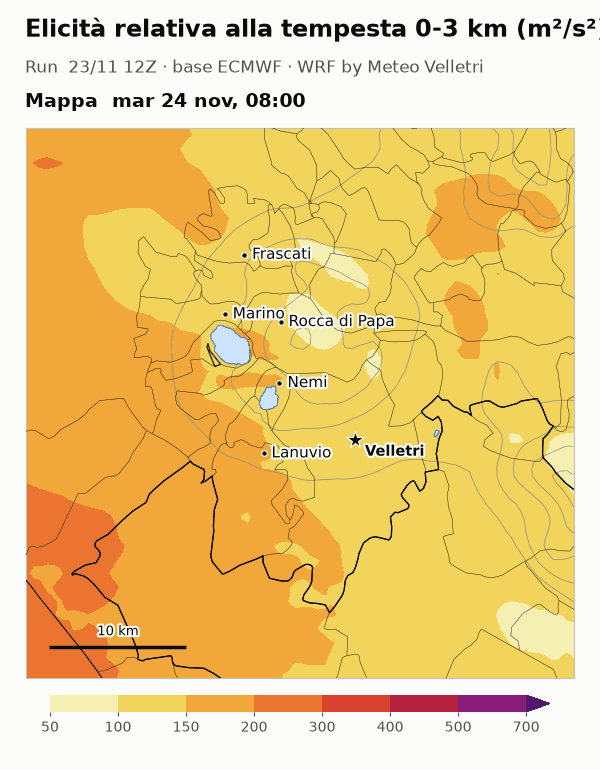 Elicità relativa alla tempesta 0-3 km (m²/s²)
Run  23/11 12Z · base ECMWF · WRF by Meteo Velletri
Mappa  mar 24 nov, 08:00
Frascati
Marino
Rocca di Papa
Nemi
Velletri
Lanuvio
10 km
50 100 150 200 300 400 500 700